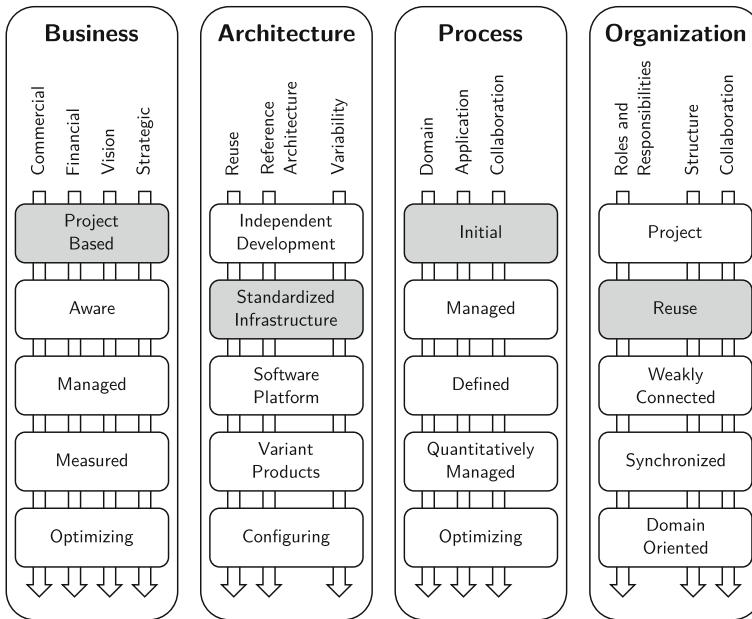 Business
Commercial
Financial
Vision
Strategic
Project
Based
Aware
Managed
Measured
Optimizing
Architecture
Reuse
Reference
Architecture
Variability
Independent
Development
Standardized
Infrastructure
Software
Platform
Variant
Products
Configuring
Process
Domain
Application
Collaboration
Initial
Managed
Defined
Quantitatively
Managed
Optimizing
Organization
Roles and
Responsibilities
Structure
Collaboration
Project
Reuse
Weakly
Connected
Synchronized
Domain
Oriented